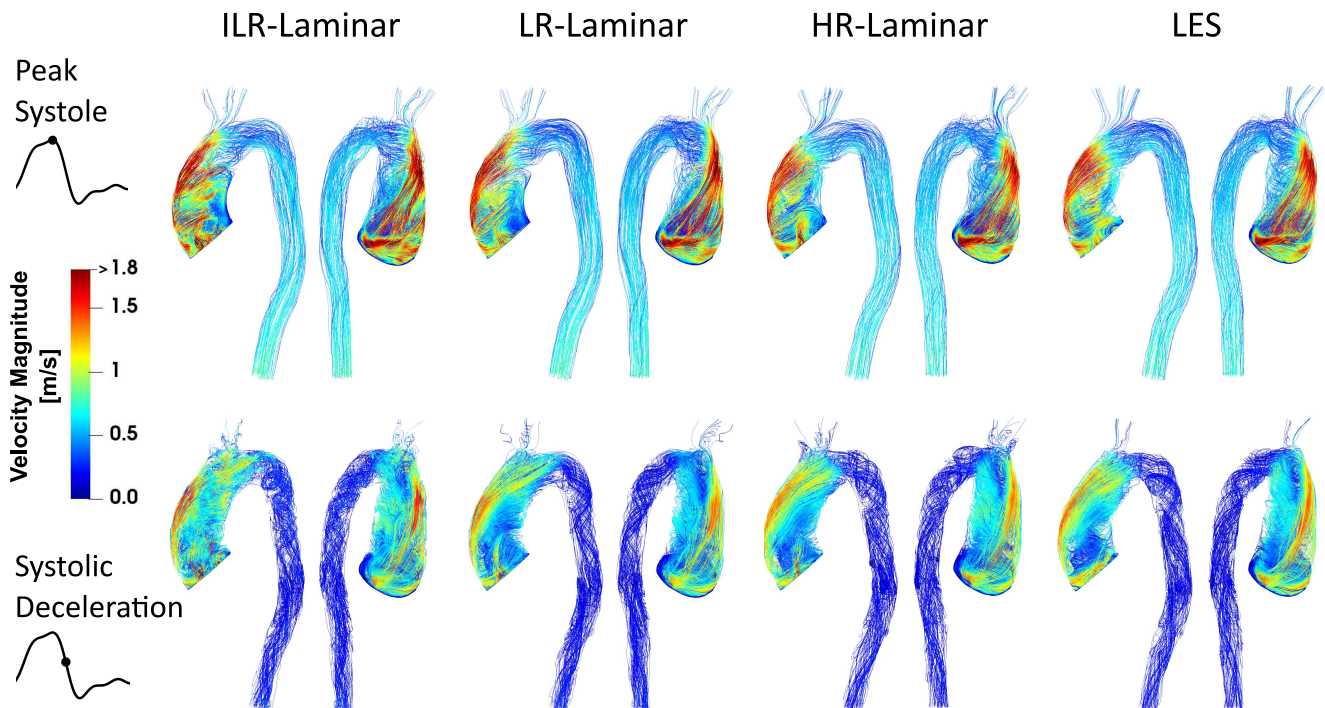 ILR-Laminar
LR-Laminar
HR-Laminar
LES
Peak
Systole
Velocity Magnitude
[m/s]
>1.8
1.5
1
0.5
0.0
Systolic
Deceleration